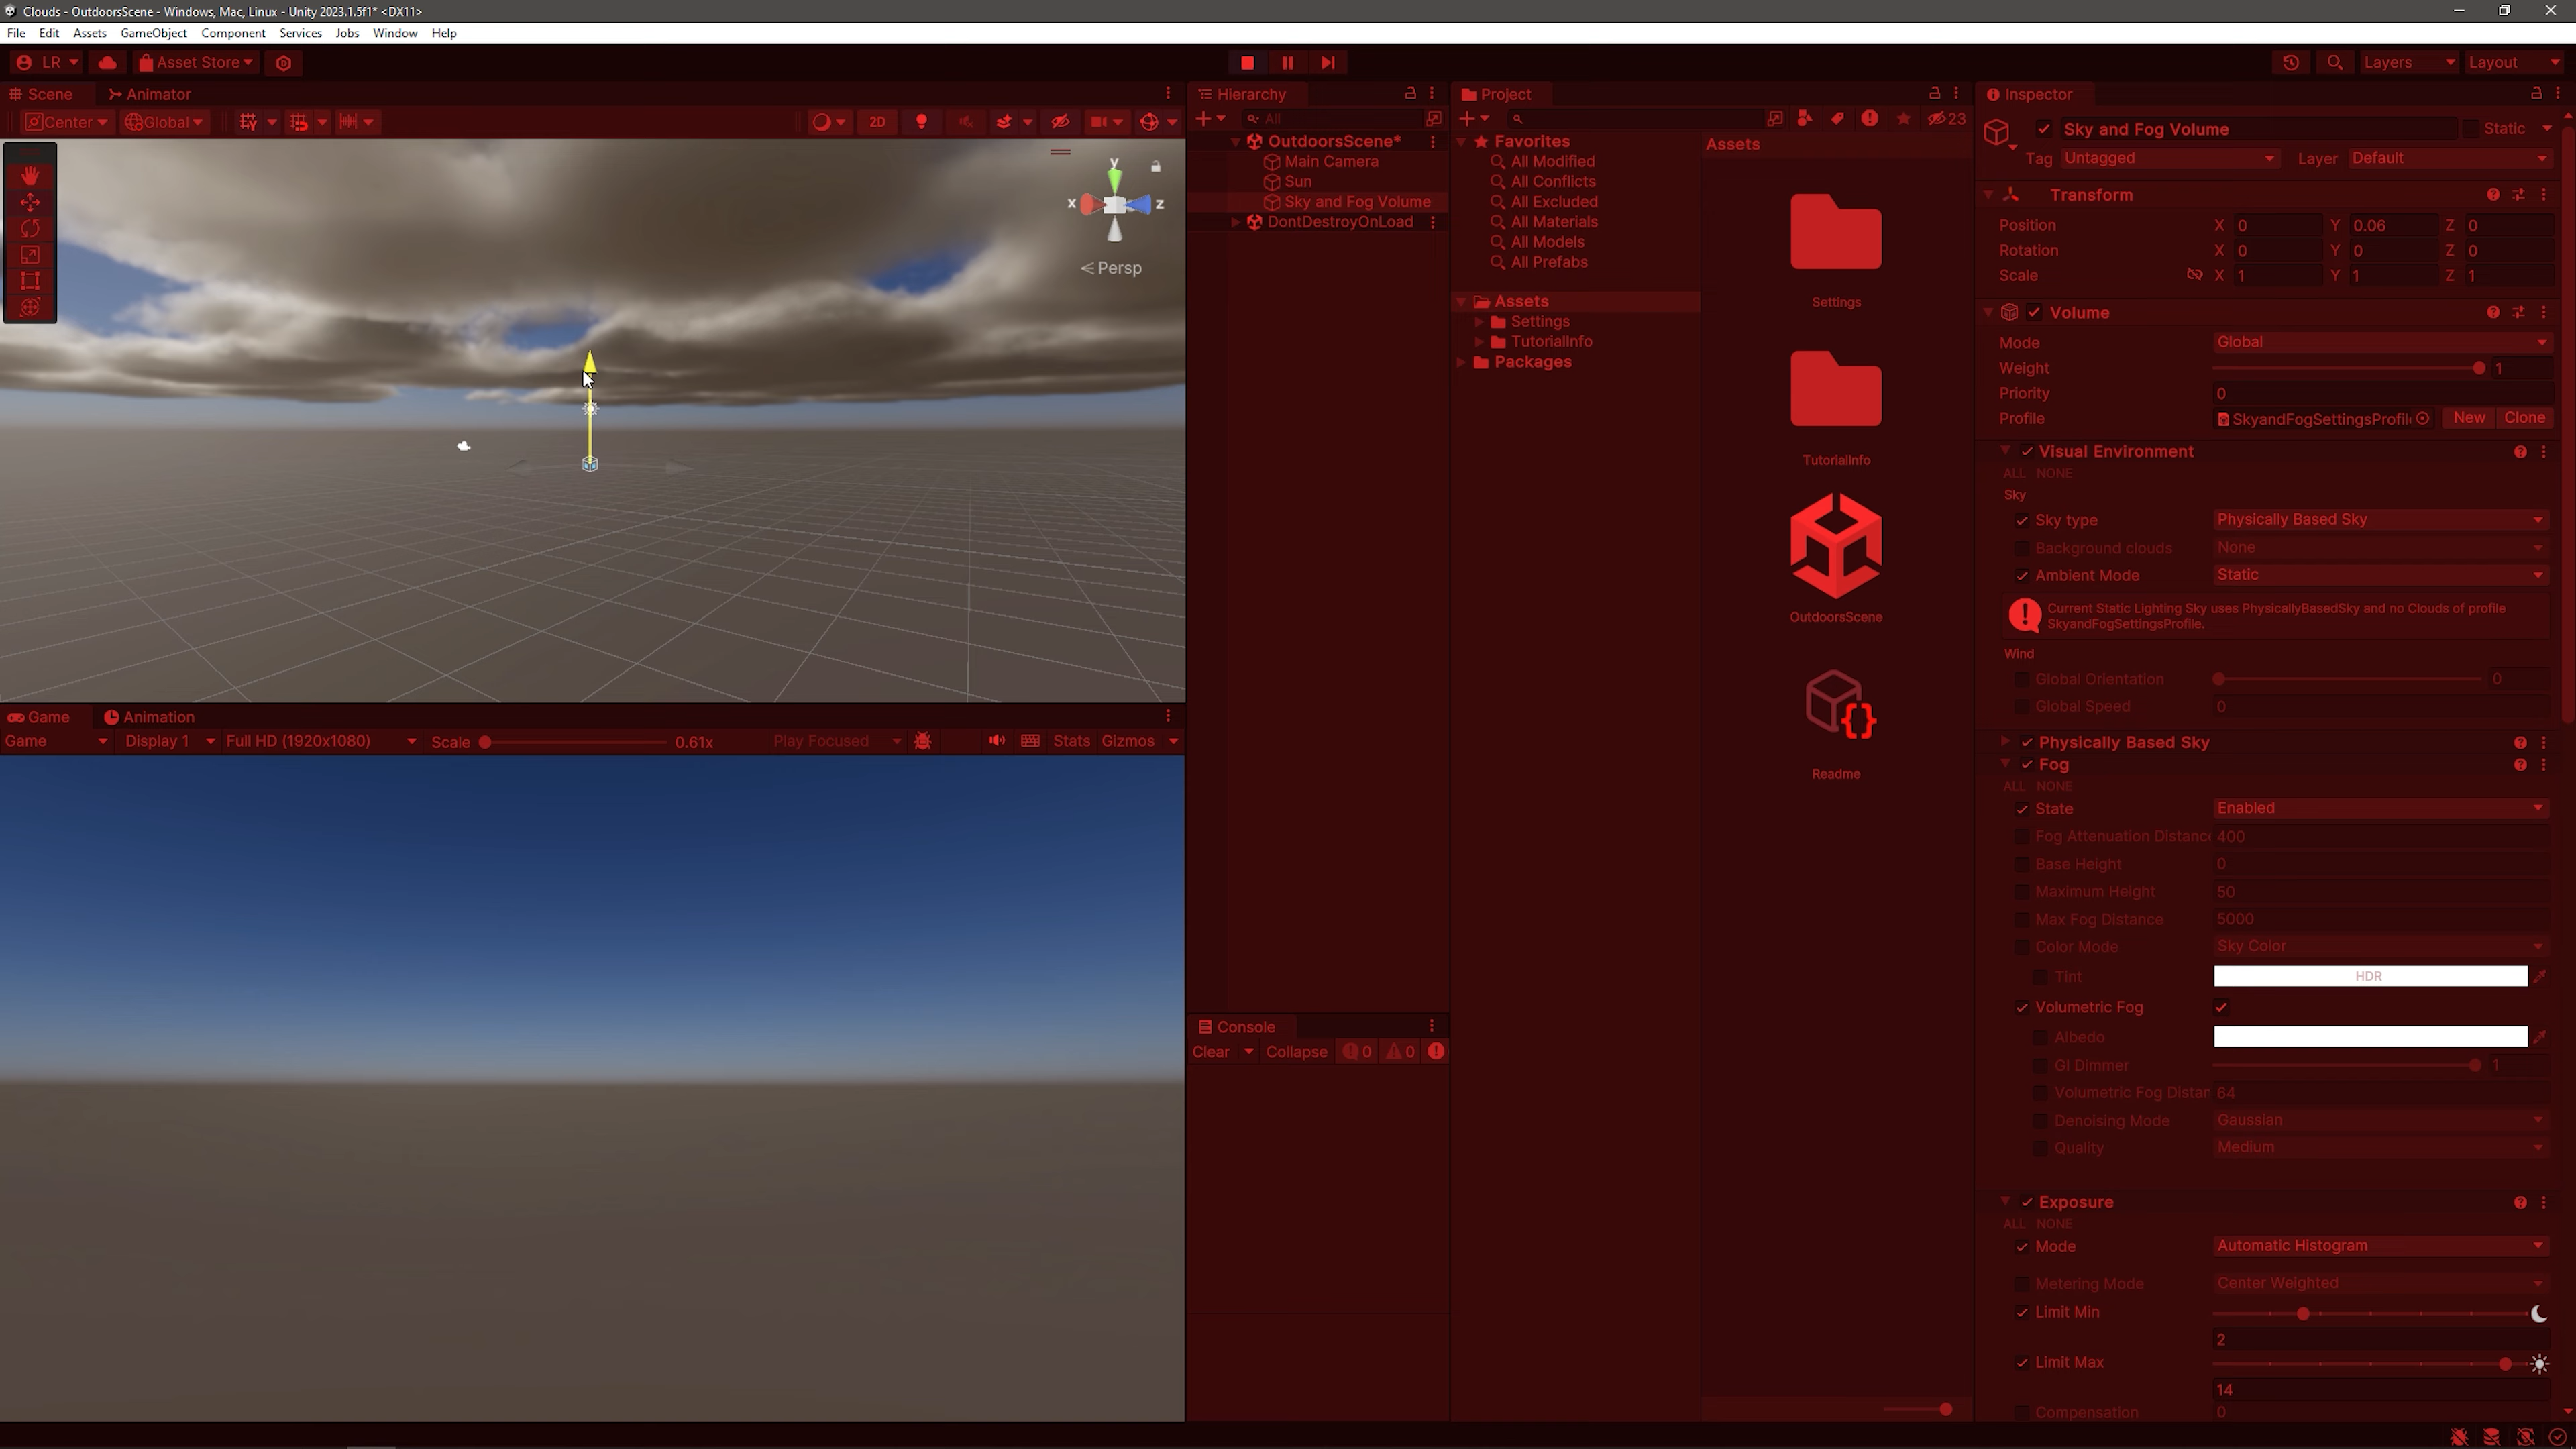 Clouds - OutdoorsScene - Windows, Mac, Linux - Unity 2023.1.5f1* <DX11>
File Edit Assets GameObject Component Services Jobs Window Help
LR Asset Store Layers Layout
Scene Animator
Center Global 2D
y
x z
Persp
Game Animation
Game Display 1 Full HD (1920x1080) Scale 0.61x Play Focused Stats Gizmos
Hierarchy
All
OutdoorsScene*
Main Camera
Sun
Sky and Fog Volume
DontDestroyOnLoad
Console
Clear Collapse 0 0
Project
23
Favorites
All Modified
All Conflicts
All Excluded
All Materials
All Models
All Prefabs
Assets
Settings
TutorialInfo
Packages
Assets
Settings
TutorialInfo
OutdoorsScene
Readme
Inspector
Sky and Fog Volume Static
Tag Untagged Layer Default
Transform
Position X 0 Y 0.06 Z 0
Rotation X 0 Y 0 Z 0
Scale X 1 Y 1 Z 1
Volume
Mode Global
Weight 1
Priority 0
Profile SkyandFogSettingsProfil New Clone
Visual Environment
ALL NONE
Sky
Sky type Physically Based Sky
Background clouds None
Ambient Mode Static
Current Static Lighting Sky uses PhysicallyBasedSky and no Clouds of profile
SkyandFogSettingsProfile.
Wind
Global Orientation 0
Global Speed 0
Physically Based Sky
Fog
ALL NONE
State Enabled
Fog Attenuation Distance 400
Base Height 0
Maximum Height 50
Max Fog Distance 5000
Color Mode Sky Color
Tint HDR
Volumetric Fog
Albedo
GI Dimmer 1
Volumetric Fog Distan 64
Denoising Mode Gaussian
Quality Medium
Exposure
ALL NONE
Mode Automatic Histogram
Metering Mode Center Weighted
Limit Min
2
Limit Max
14
Compensation 0